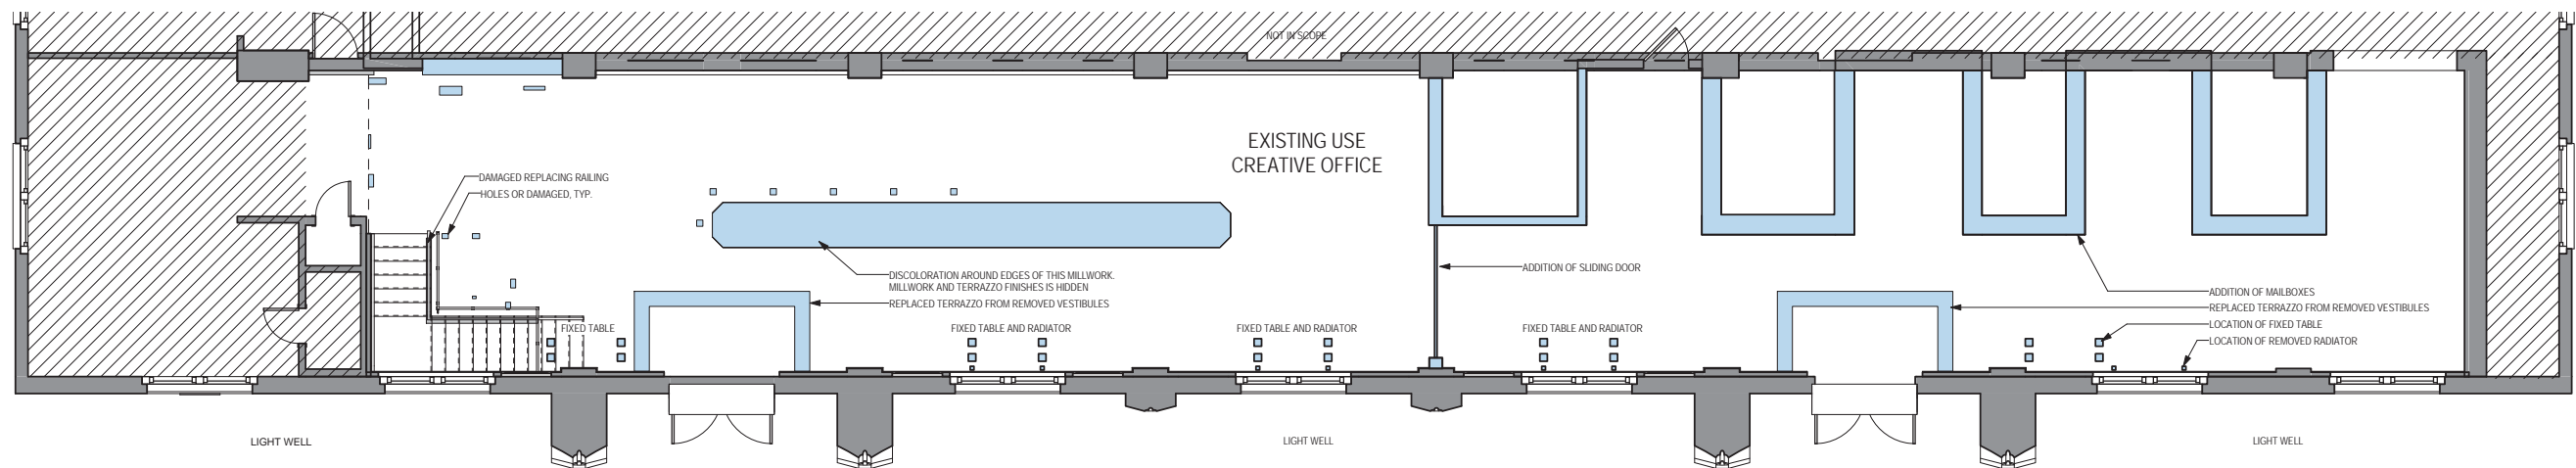 NOT IN SCOPE
EXISTING USE
CREATIVE OFFICE
DAMAGED REPLACING RAILING
HOLES OR DAMAGED, TYP.
DISCOLORATION AROUND EDGES OF THIS MILLWORK.
MILLWORK AND TERRAZZO FINISHES IS HIDDEN
REPLACED TERRAZZO FROM REMOVED VESTIBULES
ADDITION OF SLIDING DOOR
ADDITION OF MAILBOXES
REPLACED TERRAZZO FROM REMOVED VESTIBULES
LOCATION OF FIXED TABLE
LOCATION OF REMOVED RADIATOR
FIXED TABLE
FIXED TABLE AND RADIATOR
FIXED TABLE AND RADIATOR
FIXED TABLE AND RADIATOR
LIGHT WELL
LIGHT WELL
LIGHT WELL